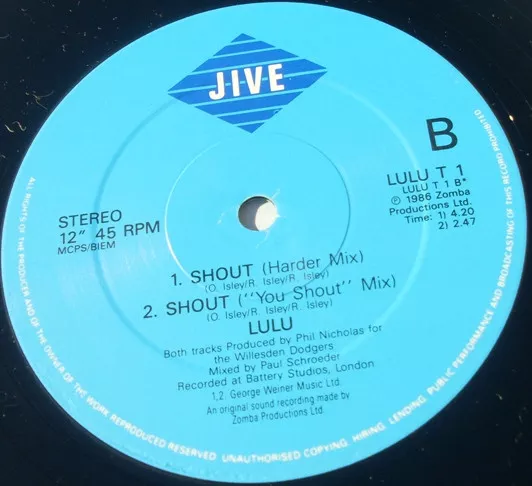 JIVE
B
LULU T 1
LULU T 1 B*
℗ 1986 Zomba
Productions Ltd.
Time: 1) 4.20
2) 2.47
STEREO
12" 45 RPM
MCPS/BIEM
1. SHOUT (Harder Mix)
(O. Isley/R. Isley/R. Isley)
2. SHOUT ("You Shout" Mix)
(O. Isley/R. Isley/R. Isley)
LULU
Both tracks Produced by Phil Nicholas for
the Willesden Dodgers
Mixed by Paul Schroeder
Recorded at Battery Studios, London
1,2 George Weiner Music Ltd.
An original sound recording made by
Zomba Productions Ltd.
ALL RIGHTS OF THE PRODUCER AND OF THE OWNER OF THE WORK REPRODUCED RESERVED UNAUTHORISED COPYING, HIRING, LENDING, PUBLIC PERFORMANCE AND BROADCASTING OF THIS RECORD PROHIBITED